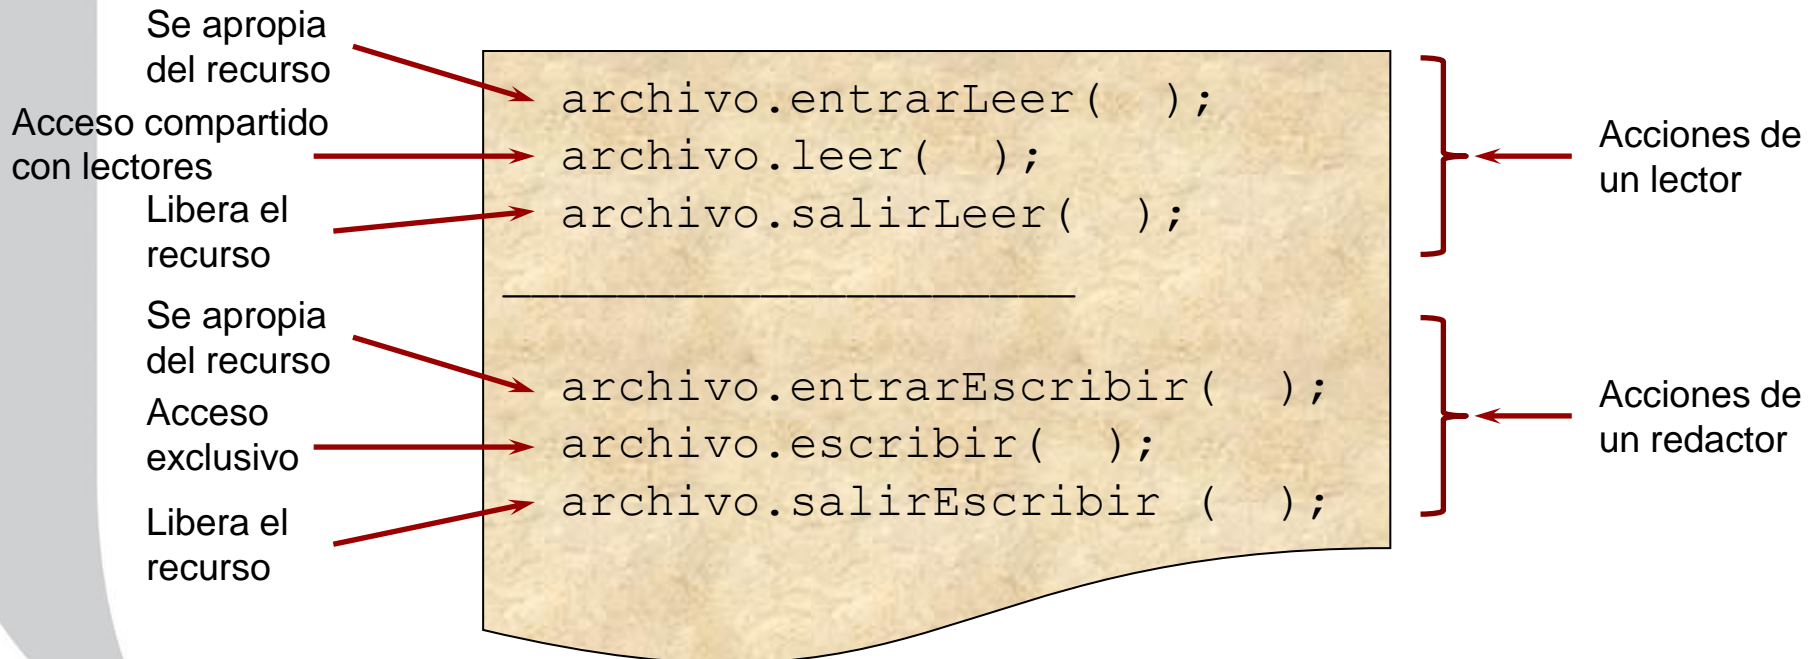 Se apropia
del recurso
archivo.entrarLeer(  );
Acceso compartido
con lectores
archivo.leer(  );
Libera el
recurso
archivo.salirLeer(  );
Acciones de
un lector
____________________
Se apropia
del recurso
archivo.entrarEscribir(  );
Acceso
exclusivo
archivo.escribir(  );
Libera el
recurso
archivo.salirEscribir (  );
Acciones de
un redactor